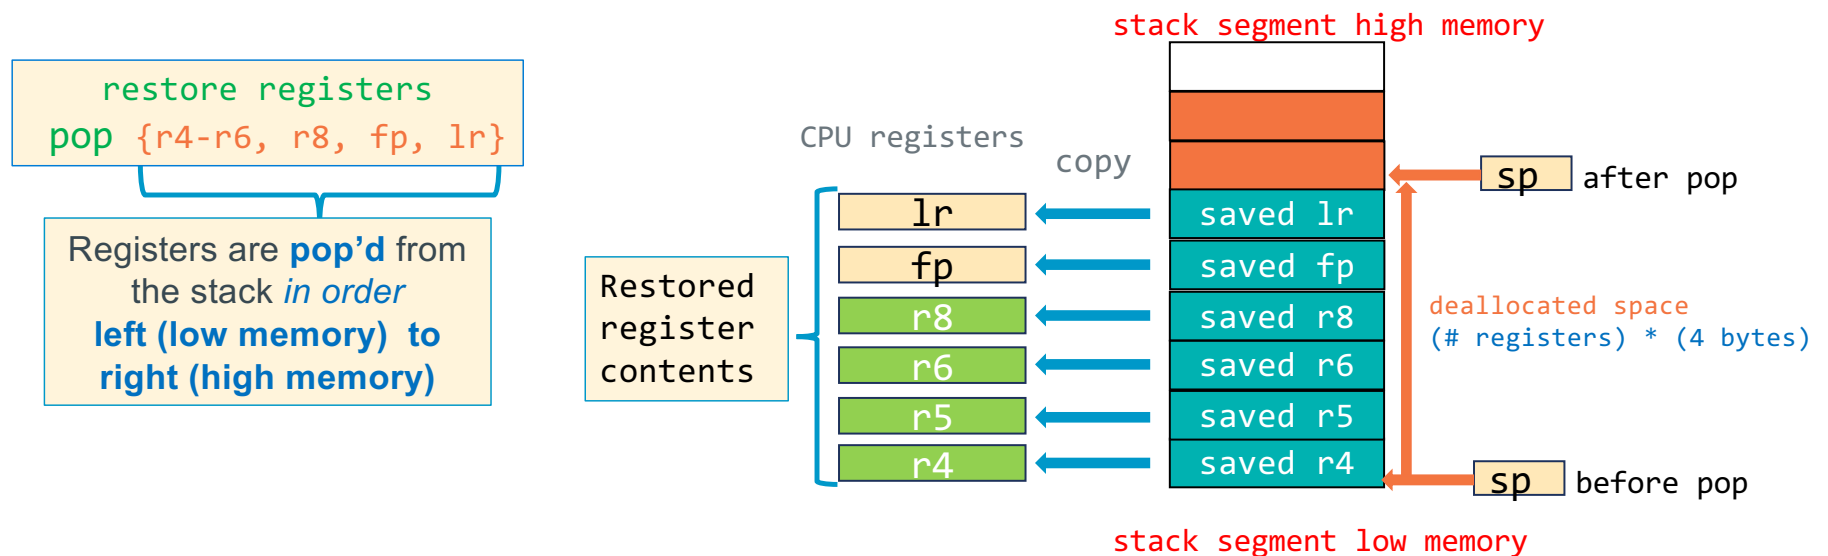 restore registers
pop {r4-r6, r8, fp, lr}
Registers are pop’d from
the stack in order
left (low memory)  to
right (high memory)
Restored
register
contents
CPU registers
lr
fp
r8
r6
r5
r4
copy
stack segment high memory
saved lr
saved fp
saved r8
saved r6
saved r5
saved r4
stack segment low memory
sp after pop
deallocated space
(# registers) * (4 bytes)
sp before pop